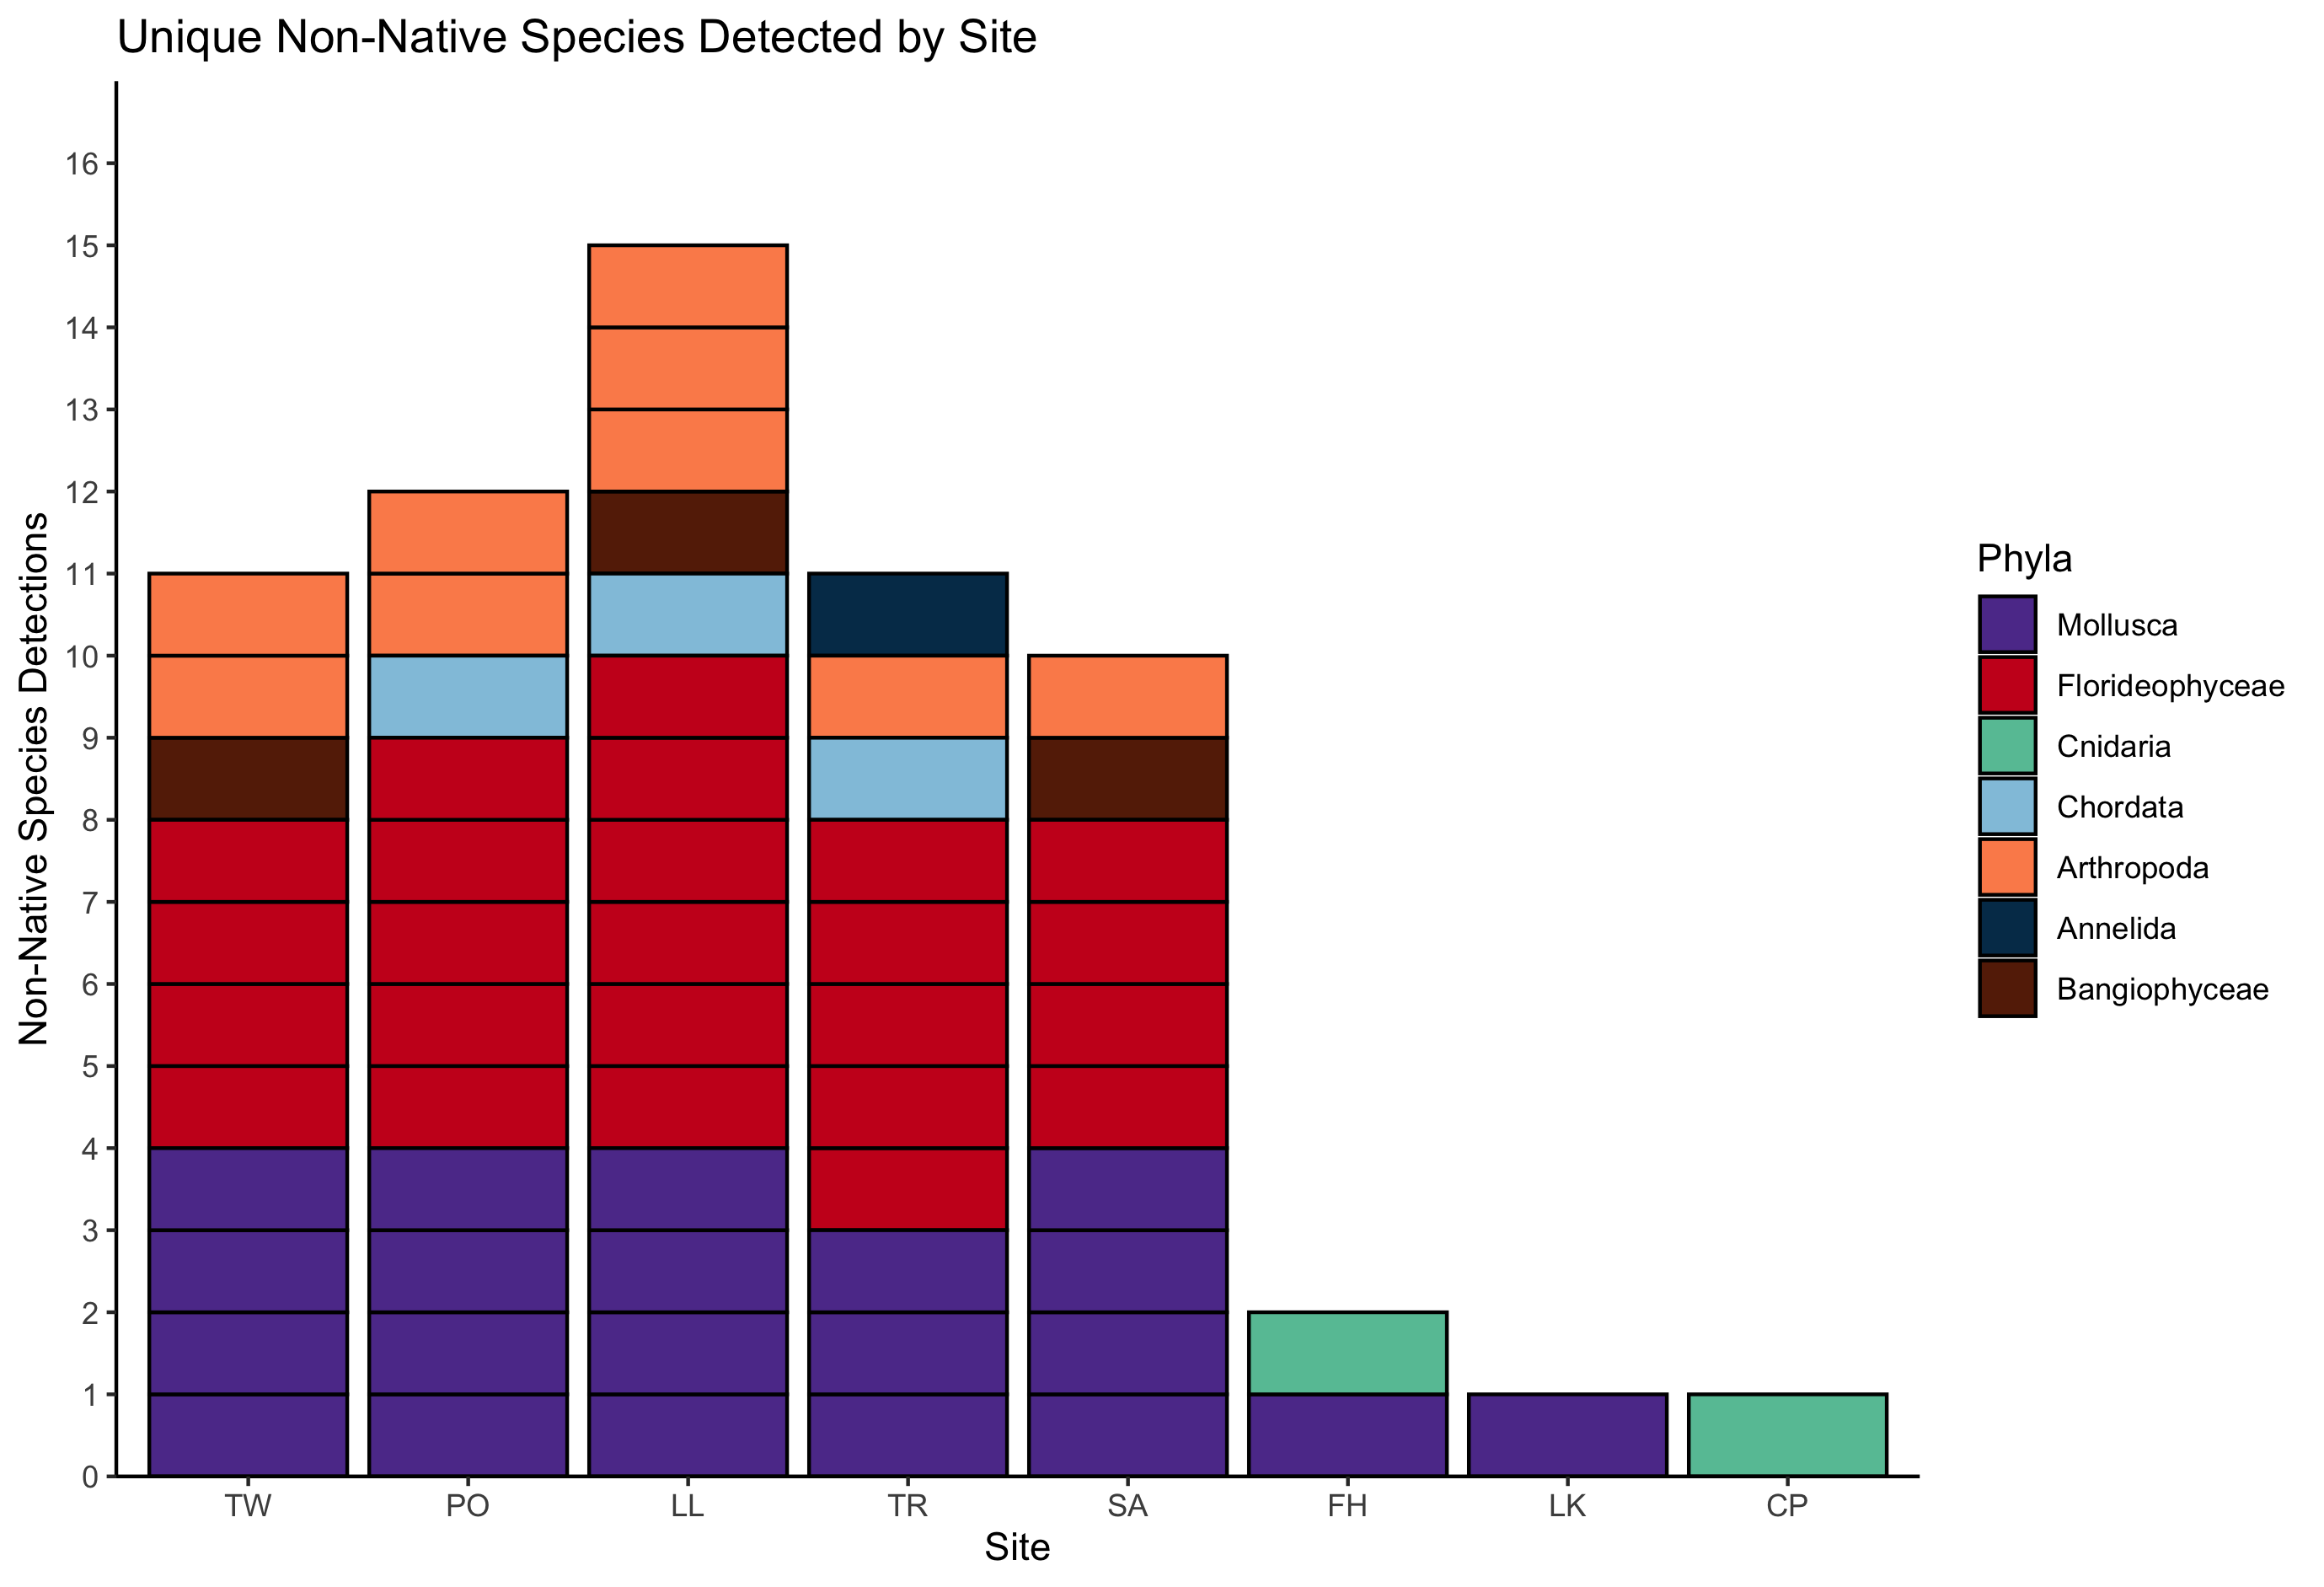 Unique Non-Native Species Detected by Site
Non-Native Species Detections
16
15
14
13
12
11
10
9
8
7
6
5
4
3
2
1
0
TW PO LL TR SA FH LK CP
Site
Phyla
Mollusca
Florideophyceae
Cnidaria
Chordata
Arthropoda
Annelida
Bangiophyceae